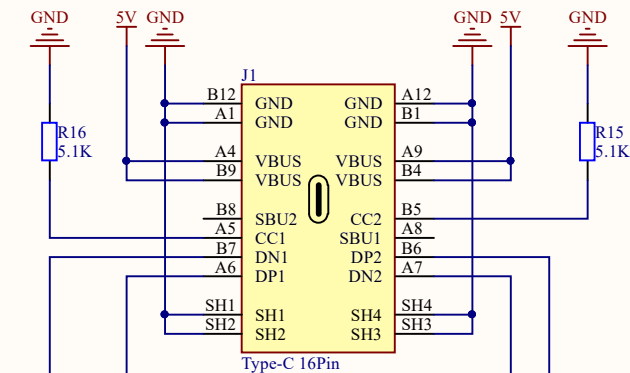 GND 5V GND GND 5V GND
J1
B12 GND GND A12
A1 GND GND B1
R16 R15
5.1K 5.1K
A4 VBUS VBUS A9
B9 VBUS VBUS B4
B8 SBU2 CC2 B5
A5 CC1 SBU1 A8
B7 DN1 DP2 B6
A6 DP1 DN2 A7
SH1 SH1 SH4 SH4
SH2 SH2 SH3 SH3
Type-C 16Pin